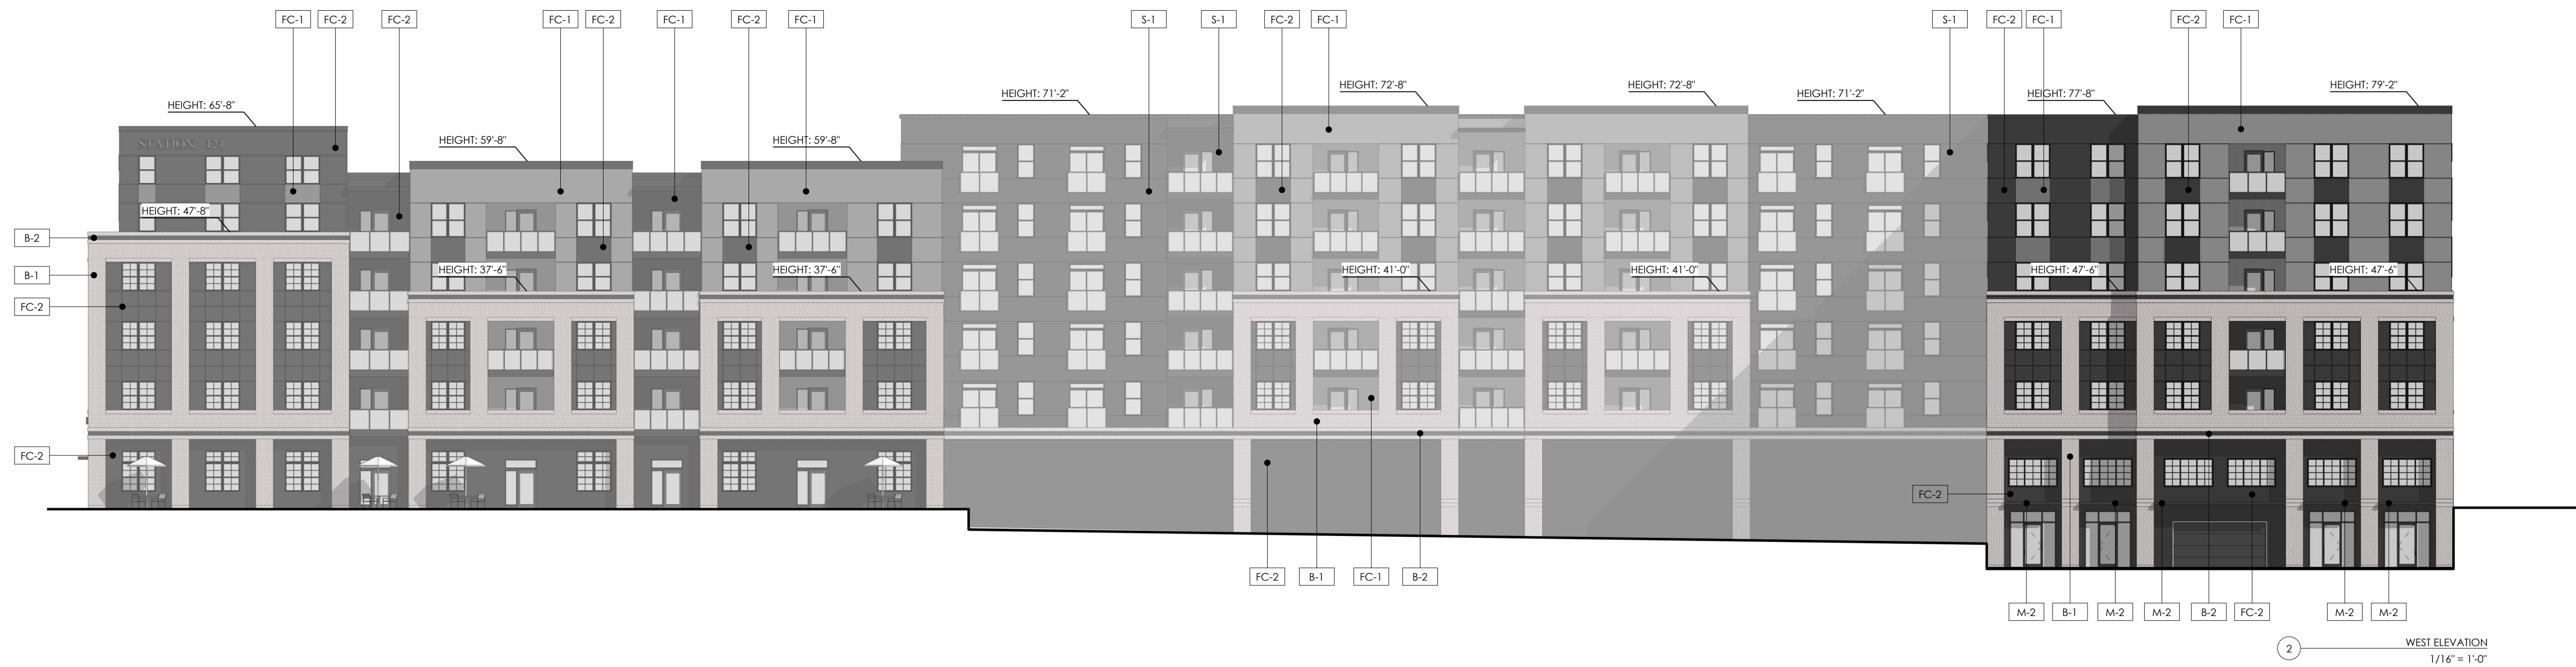 FC-1 FC-2 FC-2 FC-1 FC-2 FC-1 FC-2 FC-1 S-1 S-1 FC-2 FC-1 S-1 FC-2 FC-1 FC-2 FC-1
HEIGHT: 79'-2"
HEIGHT: 72'-8" HEIGHT: 72'-8"
HEIGHT: 71'-2" HEIGHT: 71'-2" HEIGHT: 77'-8"
HEIGHT: 65'-8"
HEIGHT: 59'-8" HEIGHT: 59'-8"
STATION 424
HEIGHT: 47'-8"
B-2
B-1
HEIGHT: 37'-6" HEIGHT: 37'-6" HEIGHT: 41'-0" HEIGHT: 41'-0" HEIGHT: 47'-6" HEIGHT: 47'-6"
FC-2
FC-2
FC-2
FC-2 B-1 FC-1 B-2
M-2 B-1 M-2 M-2 B-2 FC-2 M-2 M-2
2 WEST ELEVATION
1/16" = 1'-0"